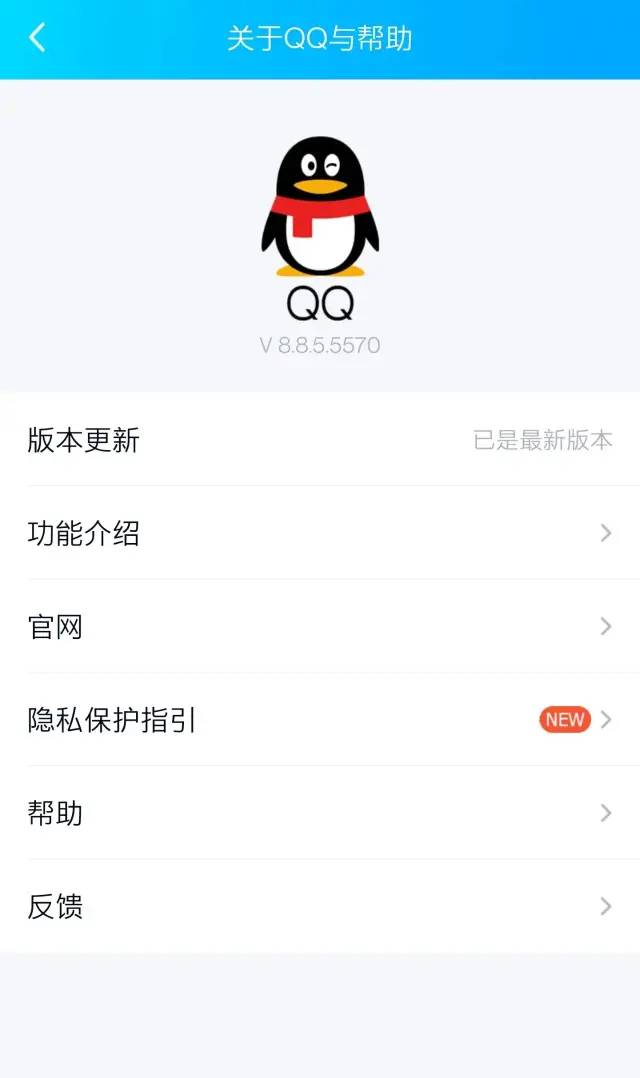 关于QQ与帮助
QQ
V 8.8.5.5570
版本更新 已是最新版本
功能介绍
官网
隐私保护指引 NEW
帮助
反馈